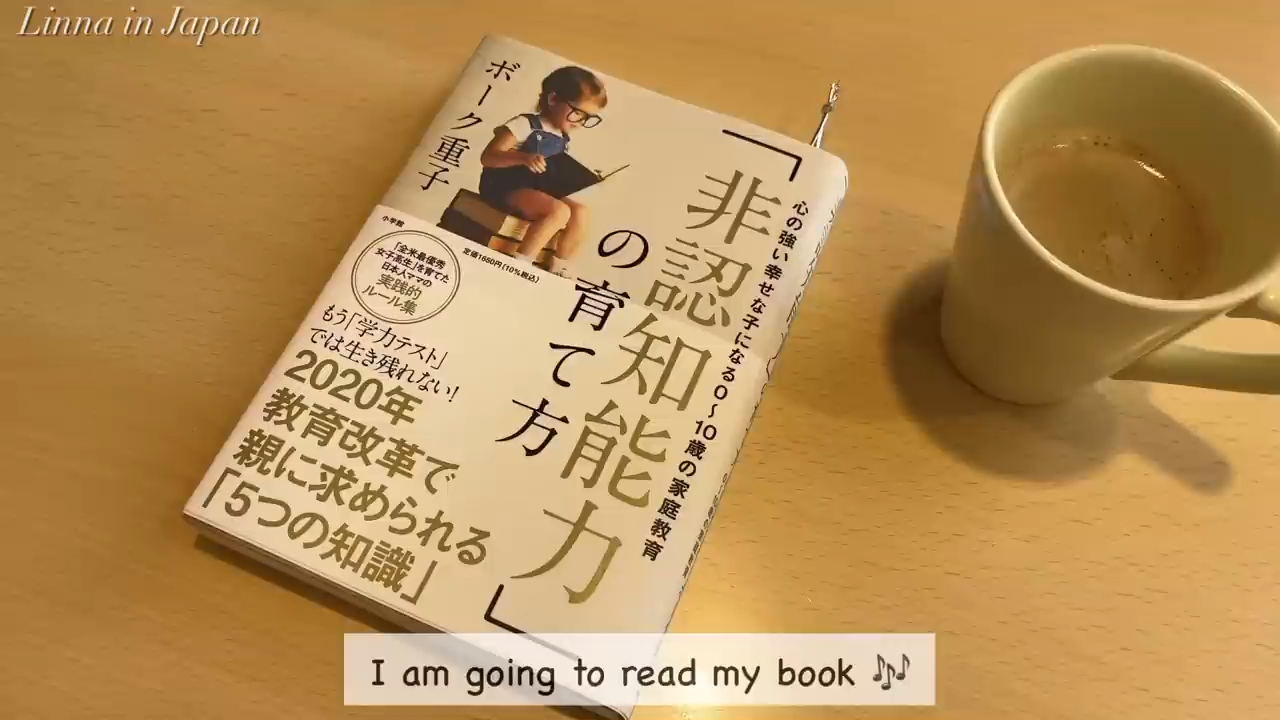 Linna in Japan
ボーク重子
「非認知能力」
の育て方
心の強い幸せな子になる0〜10歳の家庭教育
小学館
「全米最優秀
女子高生」を育てた
日本人ママの
実践的
ルール集
定価1650円(10%税込)
もう「学力テスト」
では生き残れない!
2020年
教育改革で
親に求められる
「5つの知識」
I am going to read my book 🎶